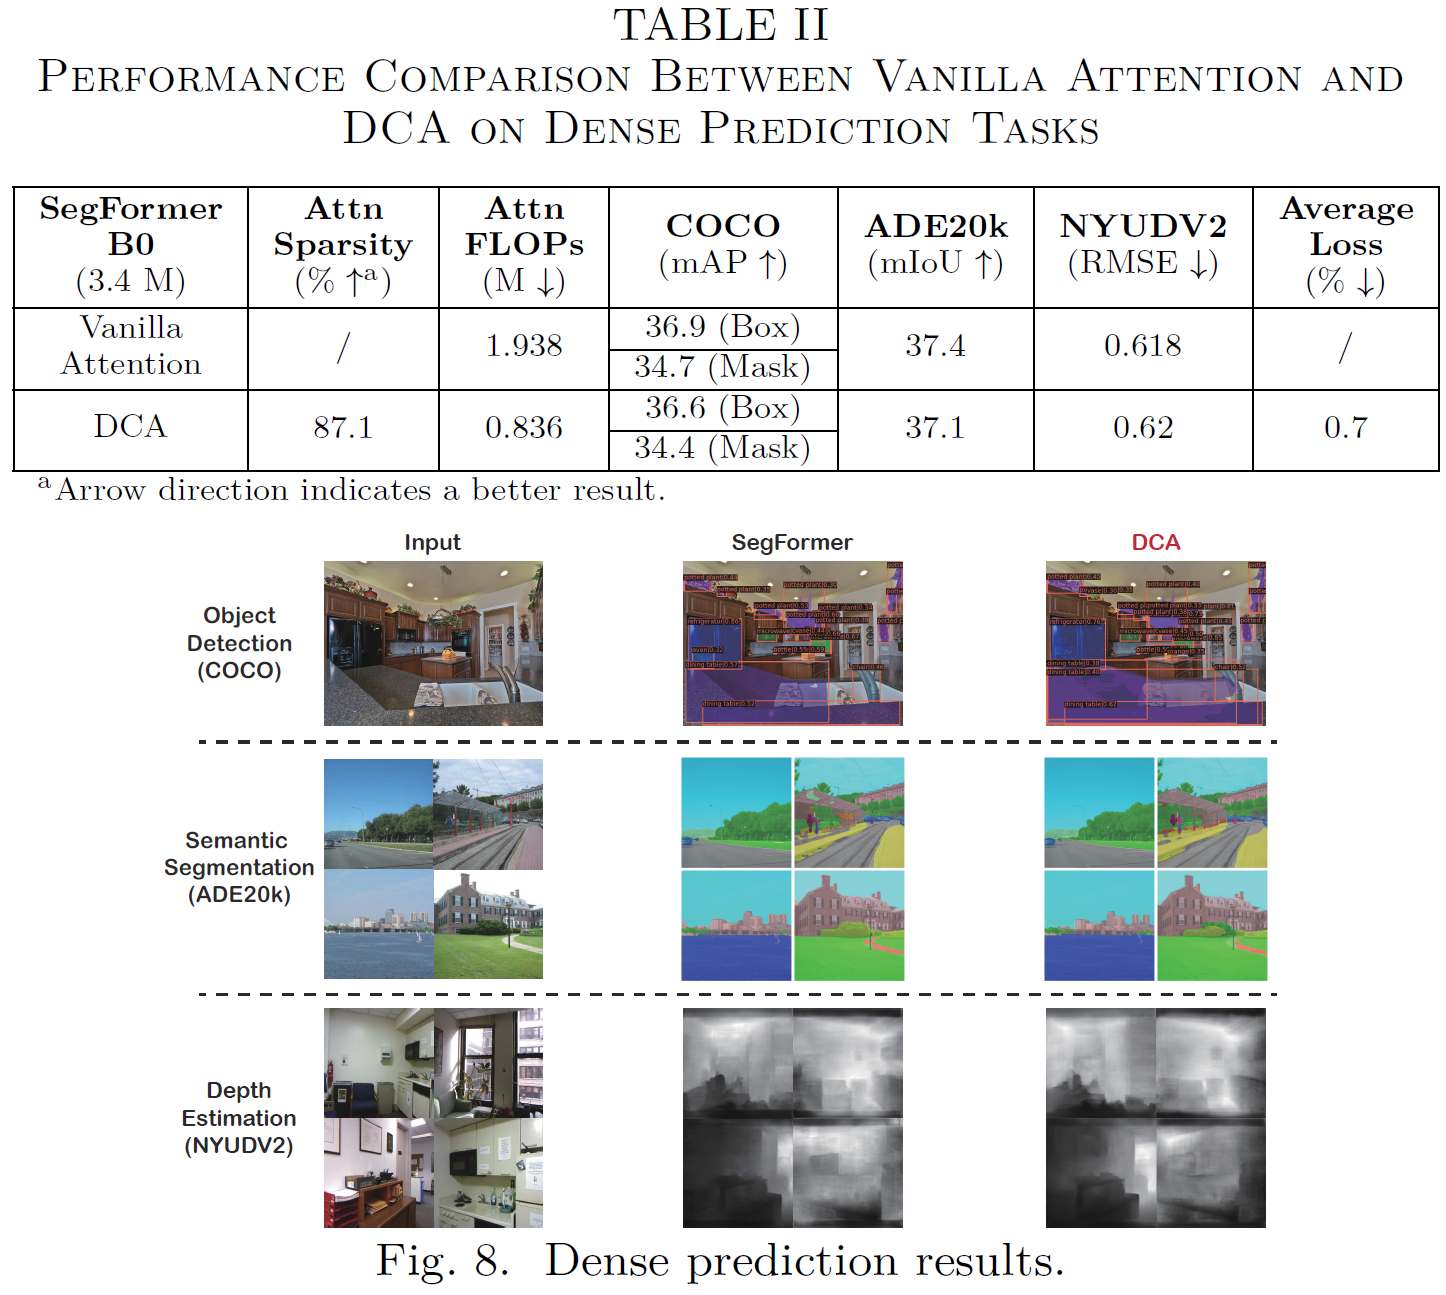 TABLE II
Performance Comparison Between Vanilla Attention and
DCA on Dense Prediction Tasks
SegFormer B0 (3.4 M) Attn Sparsity (% ↑a) Attn FLOPs (M ↓) COCO (mAP ↑) ADE20k (mIoU ↑) NYUDV2 (RMSE ↓) Average Loss (% ↓)
Vanilla Attention / 1.938 36.9 (Box) 34.7 (Mask) 37.4 0.618 /
DCA 87.1 0.836 36.6 (Box) 34.4 (Mask) 37.1 0.62 0.7
a Arrow direction indicates a better result.
Input SegFormer DCA
Object
Detection
(COCO)
Semantic
Segmentation
(ADE20k)
Depth
Estimation
(NYUDV2)
Fig. 8. Dense prediction results.